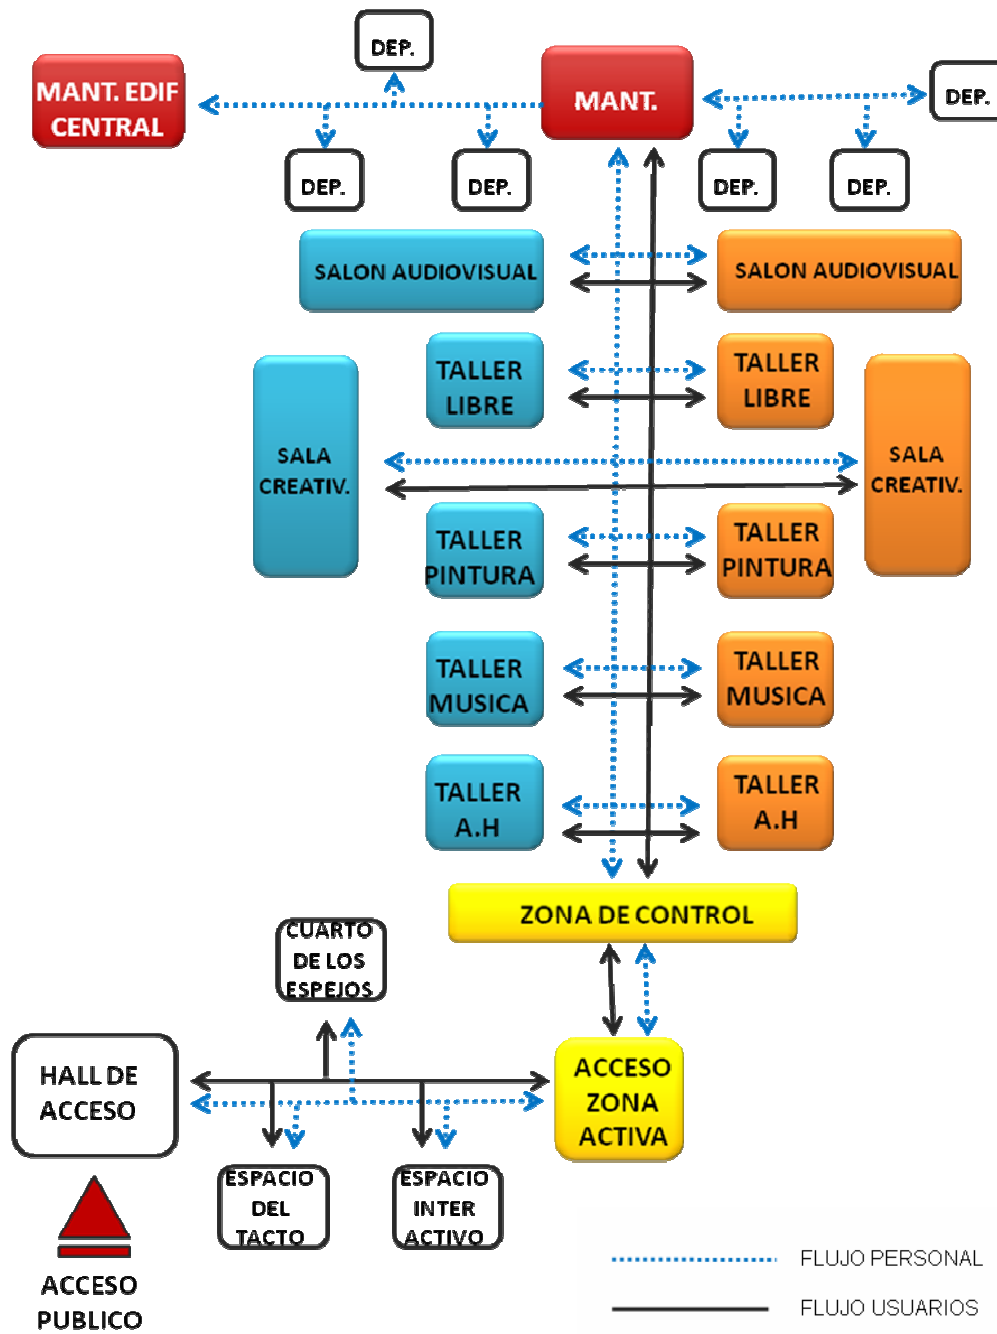 DEP.
MANT. EDIF
CENTRAL
MANT.
DEP.
DEP.
DEP.
DEP.
DEP.
SALON AUDIOVISUAL
SALON AUDIOVISUAL
TALLER
LIBRE
TALLER
LIBRE
SALA
CREATIV.
SALA
CREATIV.
TALLER
PINTURA
TALLER
PINTURA
TALLER
MUSICA
TALLER
MUSICA
TALLER
A.H
TALLER
A.H
ZONA DE CONTROL
CUARTO
DE LOS
ESPEJOS
HALL DE
ACCESO
ACCESO
ZONA
ACTIVA
ESPACIO
DEL
TACTO
ESPACIO
INTER
ACTIVO
ACCESO
PUBLICO
FLUJO PERSONAL
FLUJO USUARIOS